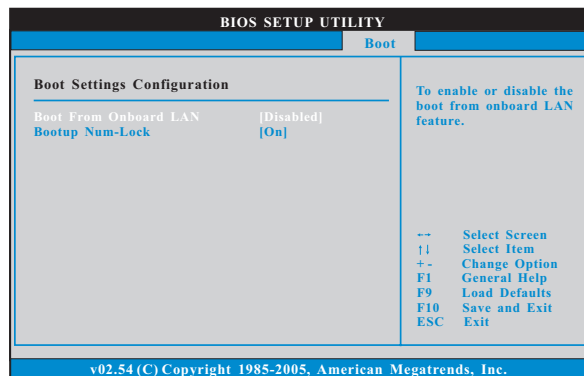 BIOS SETUP UTILITY
Boot
Boot Settings Configuration
Boot From Onboard LAN [Disabled]
Bootup Num-Lock [On]
To enable or disable the
boot from onboard LAN
feature.
←→ Select Screen
↑↓ Select Item
+ - Change Option
F1 General Help
F9 Load Defaults
F10 Save and Exit
ESC Exit
v02.54 (C) Copyright 1985-2005, American Megatrends, Inc.